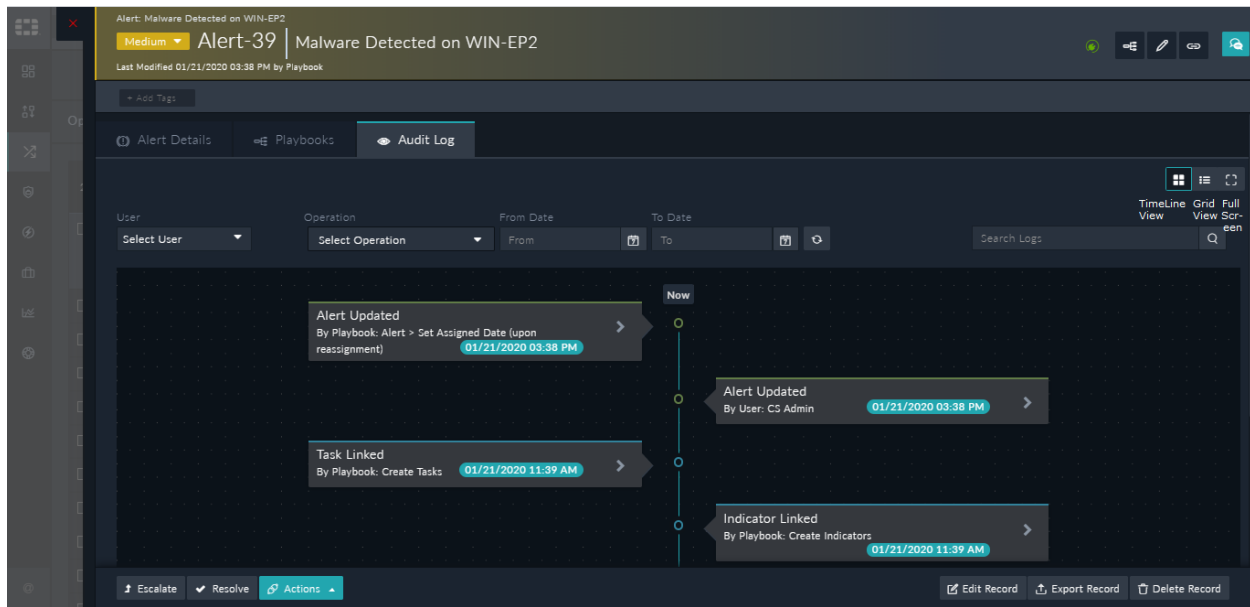 Alert: Malware Detected on WIN-EP2
Medium
Alert-39
Malware Detected on WIN-EP2
Last Modified 01/21/2020 03:38 PM by Playbook
+ Add Tags
Op
Alert Details
Playbooks
Audit Log
TimeLine View
Grid View
Full Scr-een
User
Operation
From Date
To Date
Select User
Select Operation
From
To
Search Logs
Now
Alert Updated
By Playbook: Alert > Set Assigned Date (upon
reassignment)
01/21/2020 03:38 PM
Alert Updated
By User: CS Admin
01/21/2020 03:38 PM
Task Linked
By Playbook: Create Tasks
01/21/2020 11:39 AM
Indicator Linked
By Playbook: Create Indicators
01/21/2020 11:39 AM
Escalate
Resolve
Actions
Edit Record
Export Record
Delete Record